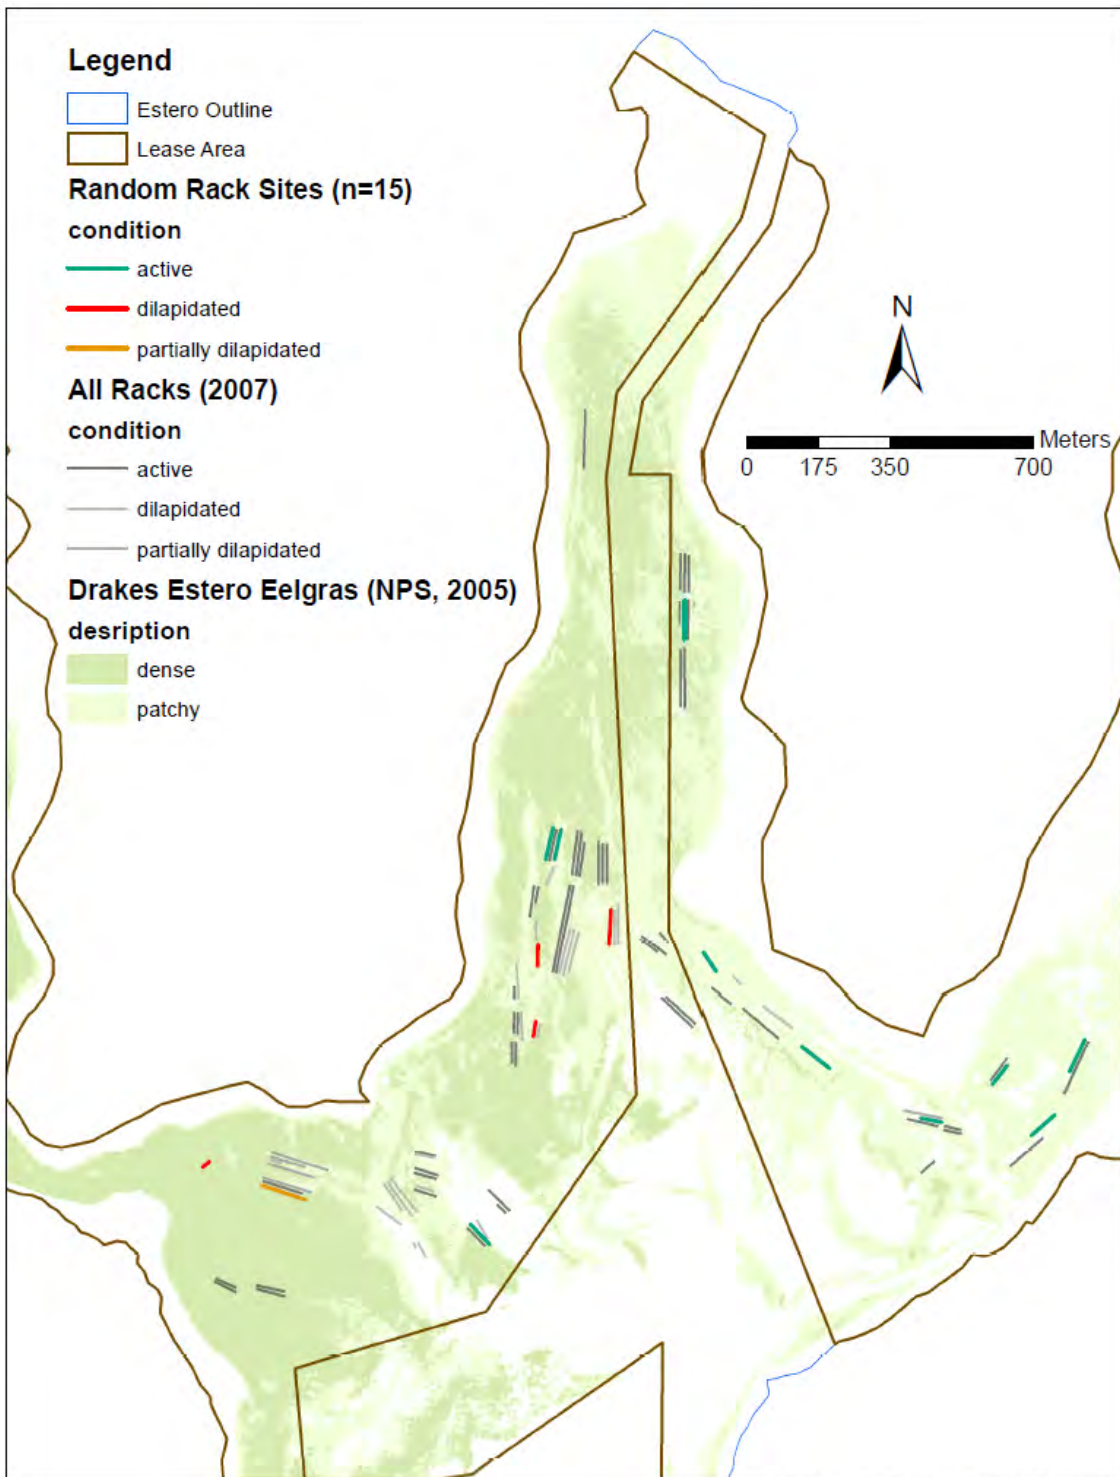 Legend
Estero Outline
Lease Area
Random Rack Sites (n=15)
condition
active
dilapidated
partially dilapidated
All Racks (2007)
condition
active
dilapidated
partially dilapidated
Drakes Estero Eelgras (NPS, 2005)
desription
dense
patchy
N
Meters
0 175 350 700